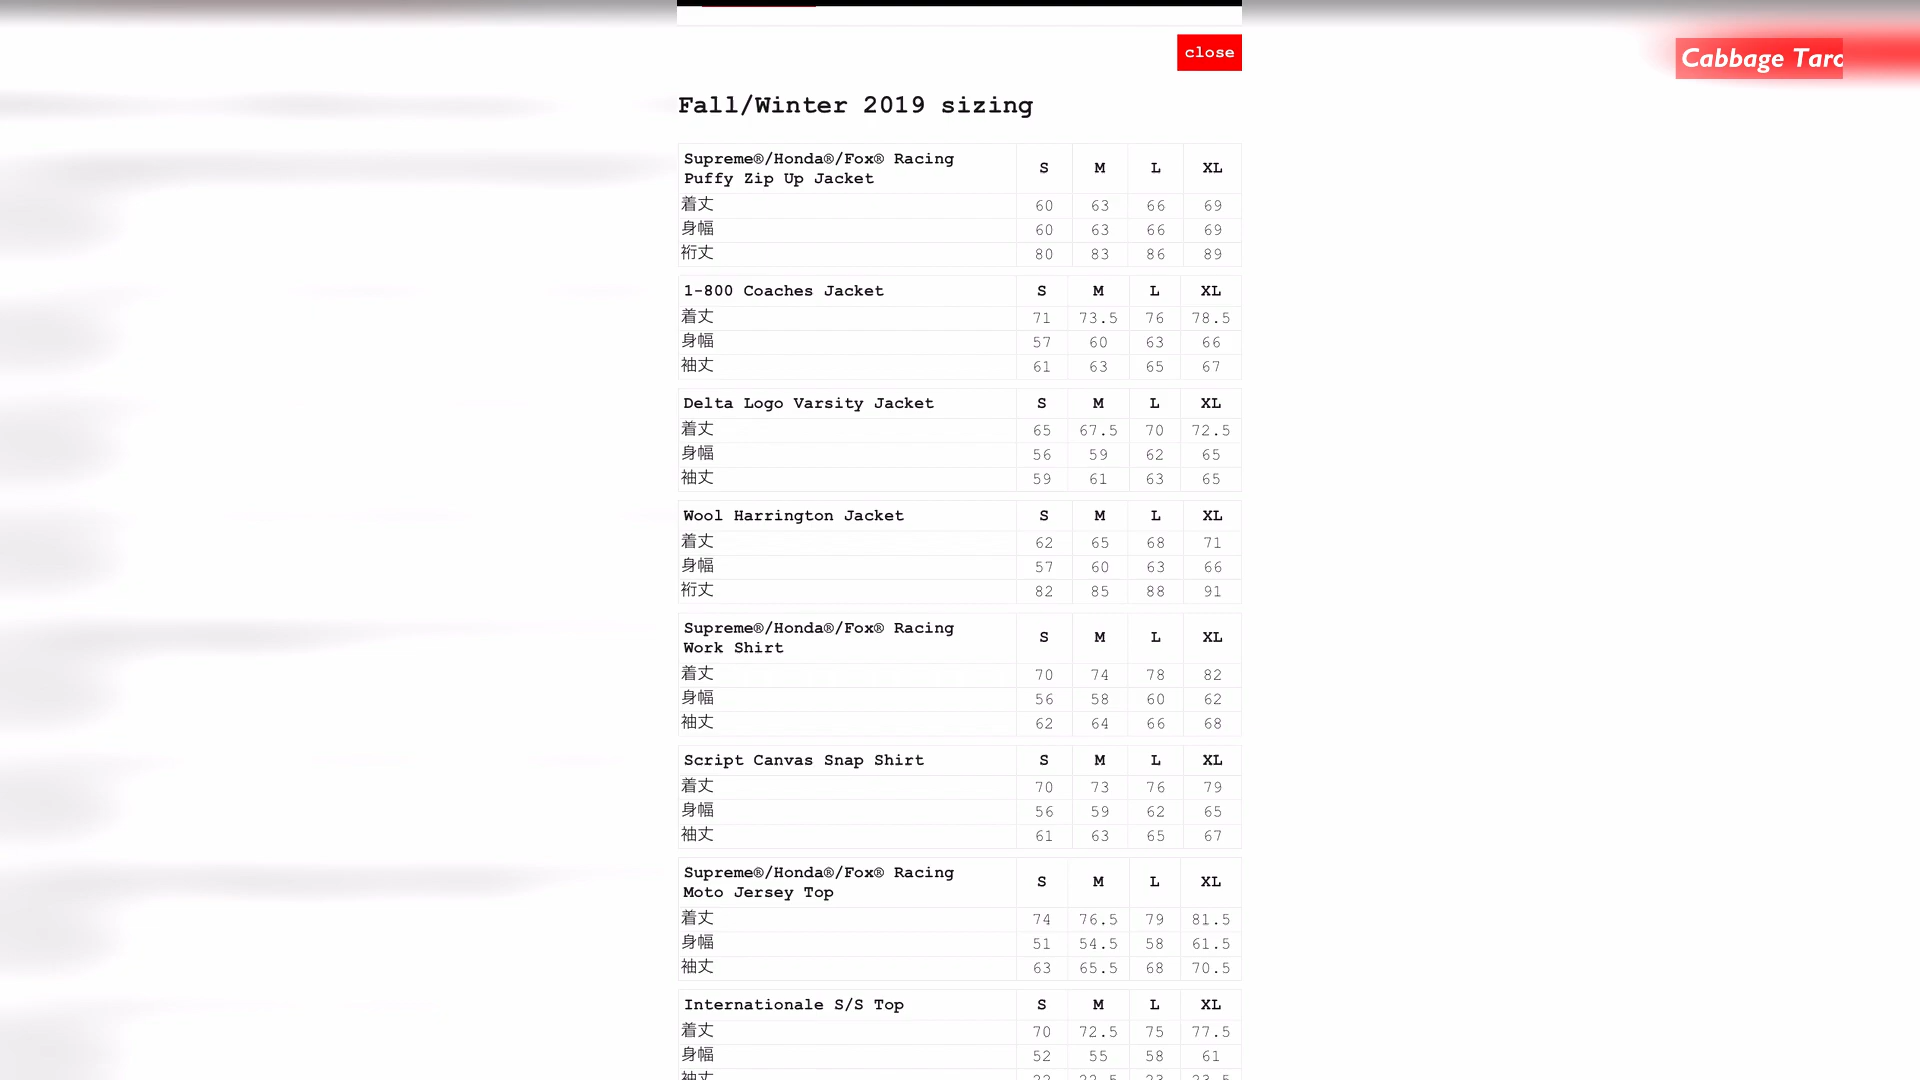 close
Cabbage Taro
Fall/Winter 2019 sizing
Supreme®/Honda®/Fox® Racing Puffy Zip Up Jacket S M L XL
着丈 60 63 66 69
身幅 60 63 66 69
裄丈 80 83 86 89
1-800 Coaches Jacket S M L XL
着丈 71 73.5 76 78.5
身幅 57 60 63 66
袖丈 61 63 65 67
Delta Logo Varsity Jacket S M L XL
着丈 65 67.5 70 72.5
身幅 56 59 62 65
袖丈 59 61 63 65
Wool Harrington Jacket S M L XL
着丈 62 65 68 71
身幅 57 60 63 66
裄丈 82 85 88 91
Supreme®/Honda®/Fox® Racing Work Shirt S M L XL
着丈 70 74 78 82
身幅 56 58 60 62
袖丈 62 64 66 68
Script Canvas Snap Shirt S M L XL
着丈 70 73 76 79
身幅 56 59 62 65
袖丈 61 63 65 67
Supreme®/Honda®/Fox® Racing Moto Jersey Top S M L XL
着丈 74 76.5 79 81.5
身幅 51 54.5 58 61.5
袖丈 63 65.5 68 70.5
Internationale S/S Top S M L XL
着丈 70 72.5 75 77.5
身幅 52 55 58 61